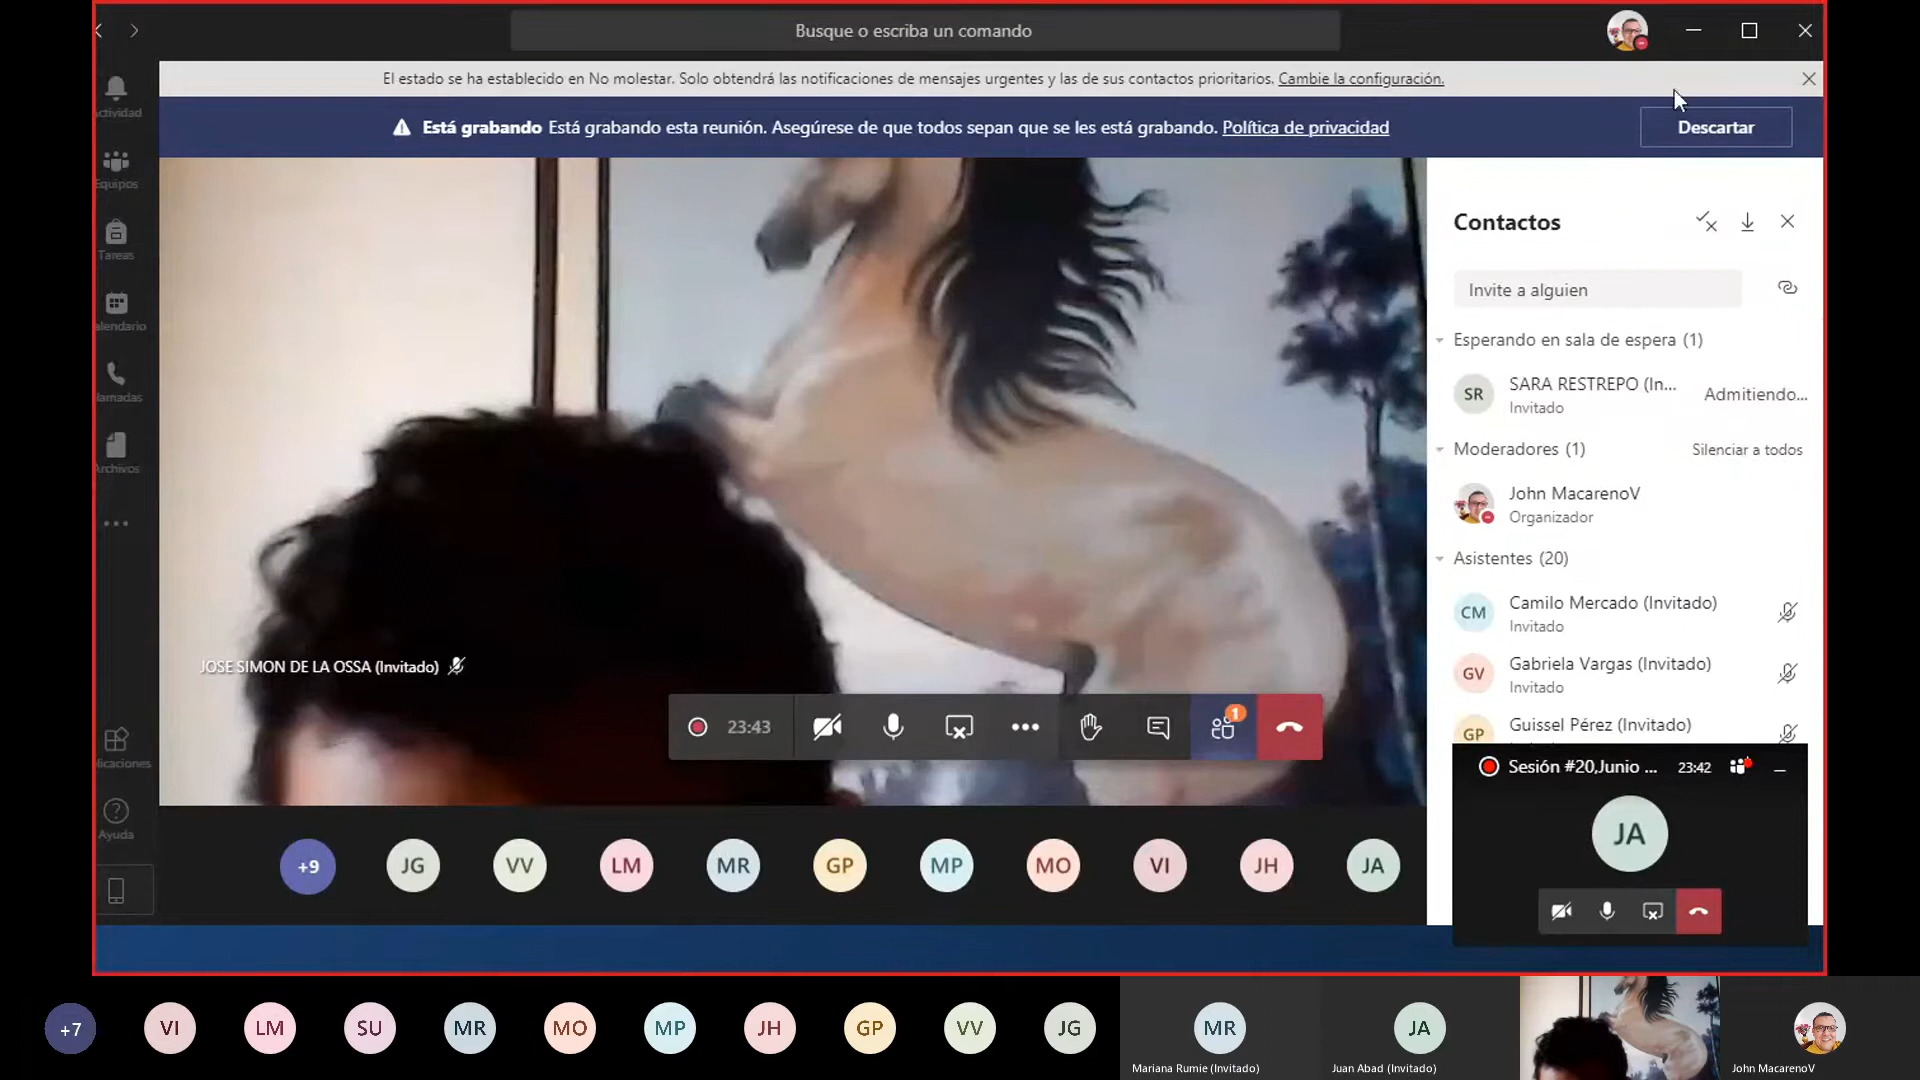 Busque o escriba un comando
El estado se ha establecido en No molestar. Solo obtendrá las notificaciones de mensajes urgentes y las de sus contactos prioritarios. Cambie la configuración.
Está grabando Está grabando esta reunión. Asegúrese de que todos sepan que se les está grabando. Política de privacidad
Descartar
ctividad
Equipos
Tareas
alendario
lamadas
Archivos
licaciones
Ayuda
JOSE SIMON DE LA OSSA (Invitado)
23:43
1
+9
JG
VV
LM
MR
GP
MP
MO
VI
JH
JA
Contactos
Invite a alguien
Esperando en sala de espera (1)
SR
SARA RESTREPO (In...
Invitado
Admitiendo...
Moderadores (1)
Silenciar a todos
John MacarenoV
Organizador
Asistentes (20)
CM
Camilo Mercado (Invitado)
Invitado
GV
Gabriela Vargas (Invitado)
Invitado
GP
Guissel Pérez (Invitado)
Sesión #20,Junio ...
23:42
JA
+7
VI
LM
SU
MR
MO
MP
JH
GP
VV
JG
MR
Mariana Rumie (Invitado)
JA
Juan Abad (Invitado)
John MacarenoV